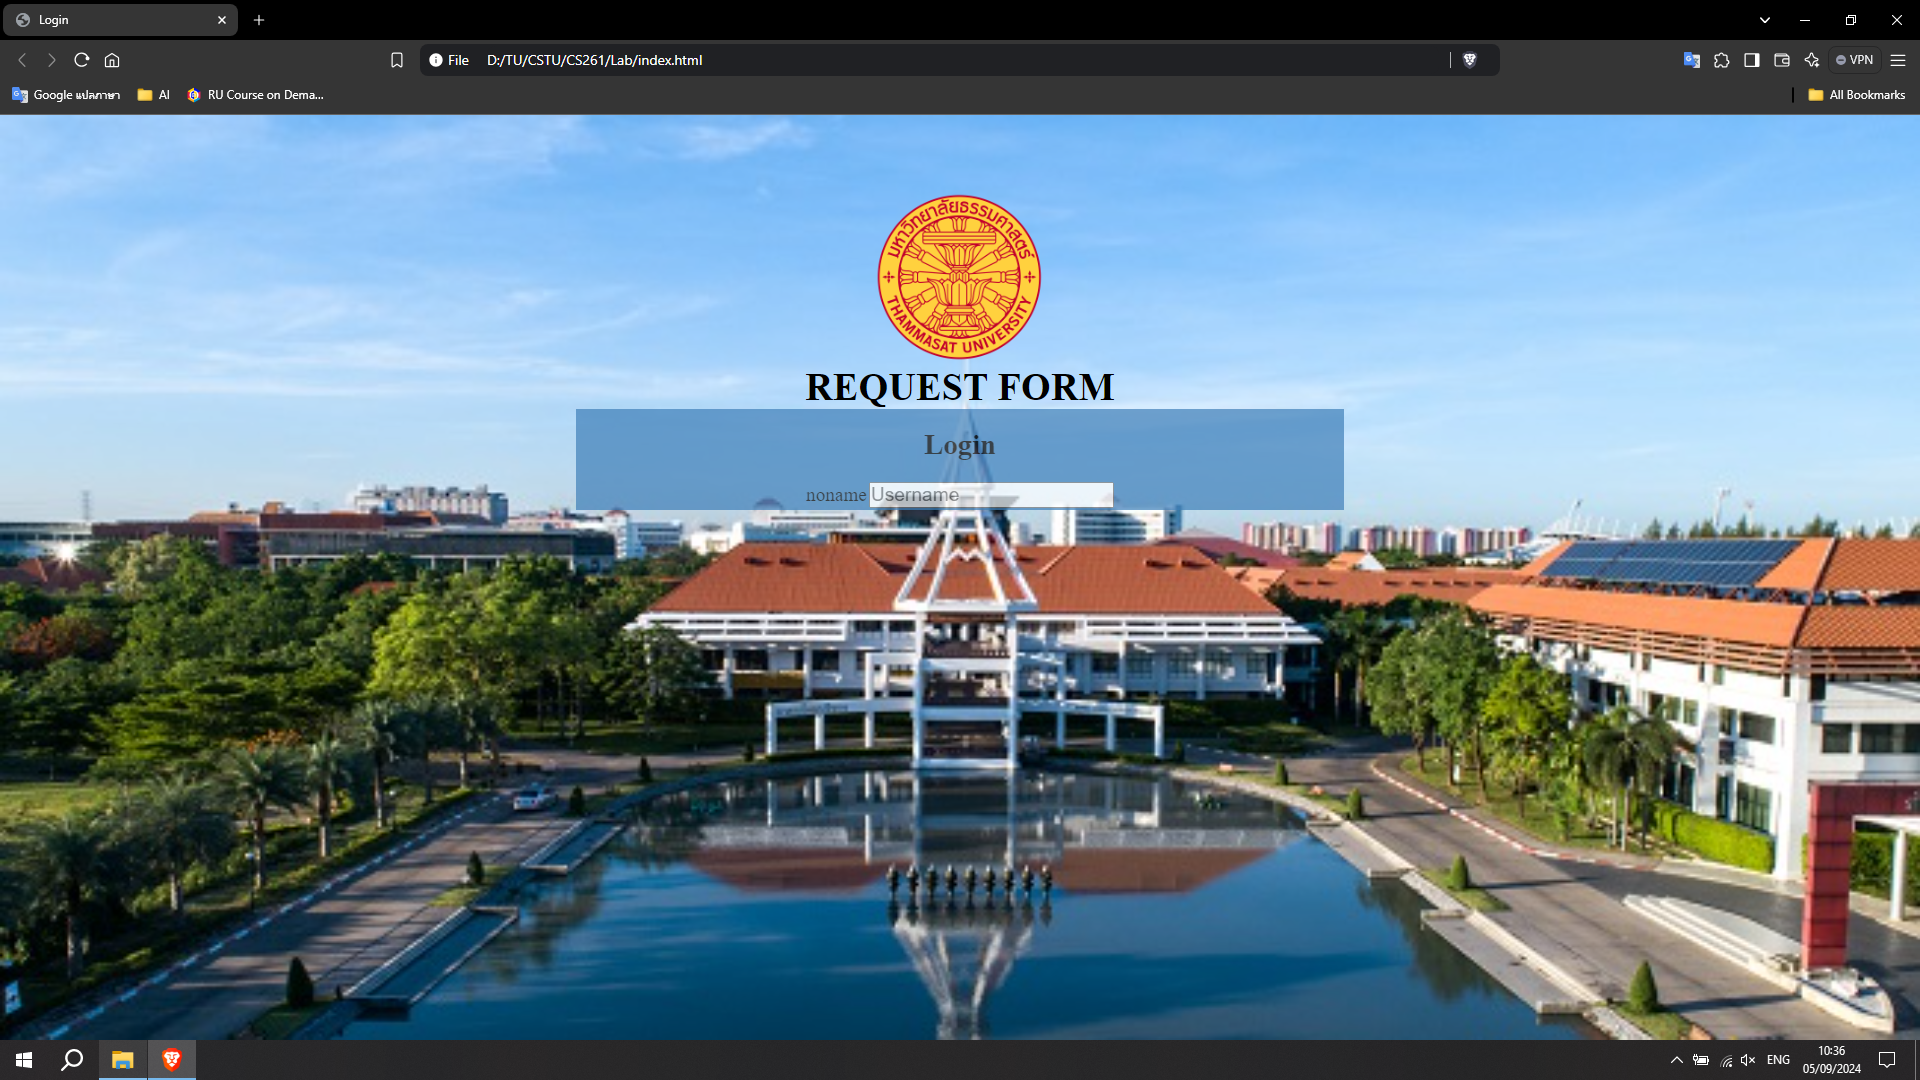 Login
File D:/TU/CSTU/CS261/Lab/index.html
VPN
Google แปลภาษา AI RU Course on Dema... All Bookmarks
มหาวิทยาลัยธรรมศาสตร์
THAMMASAT UNIVERSITY
REQUEST FORM
Login
noname Username
ENG
10:36
05/09/2024